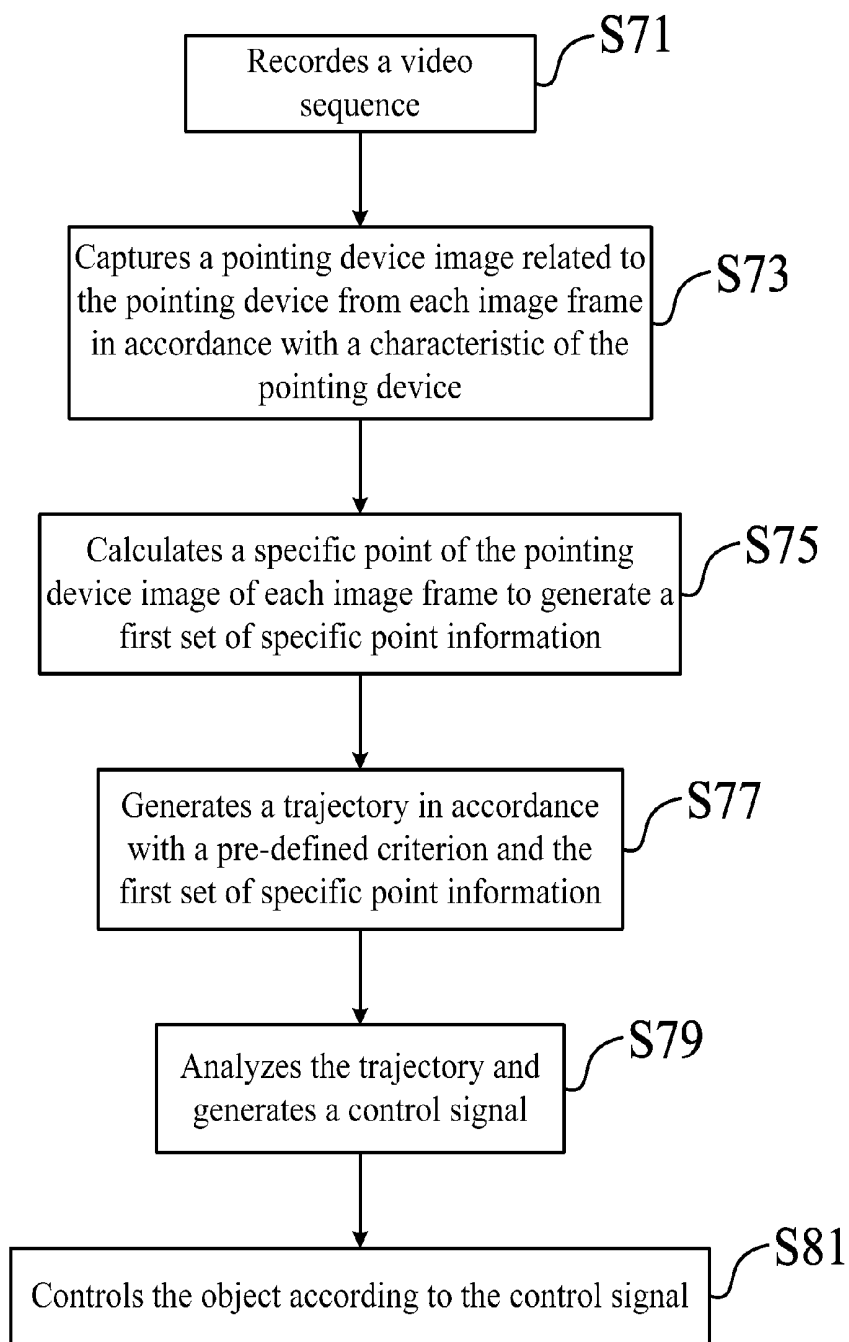 S71
Recordes a video
sequence
S73
Captures a pointing device image related to
the pointing device from each image frame
in accordance with a characteristic of the
pointing device
S75
Calculates a specific point of the pointing
device image of each image frame to generate a
first set of specific point information
S77
Generates a trajectory in accordance
with a pre-defined criterion and the
first set of specific point information
S79
Analyzes the trajectory and
generates a control signal
S81
Controls the object according to the control signal